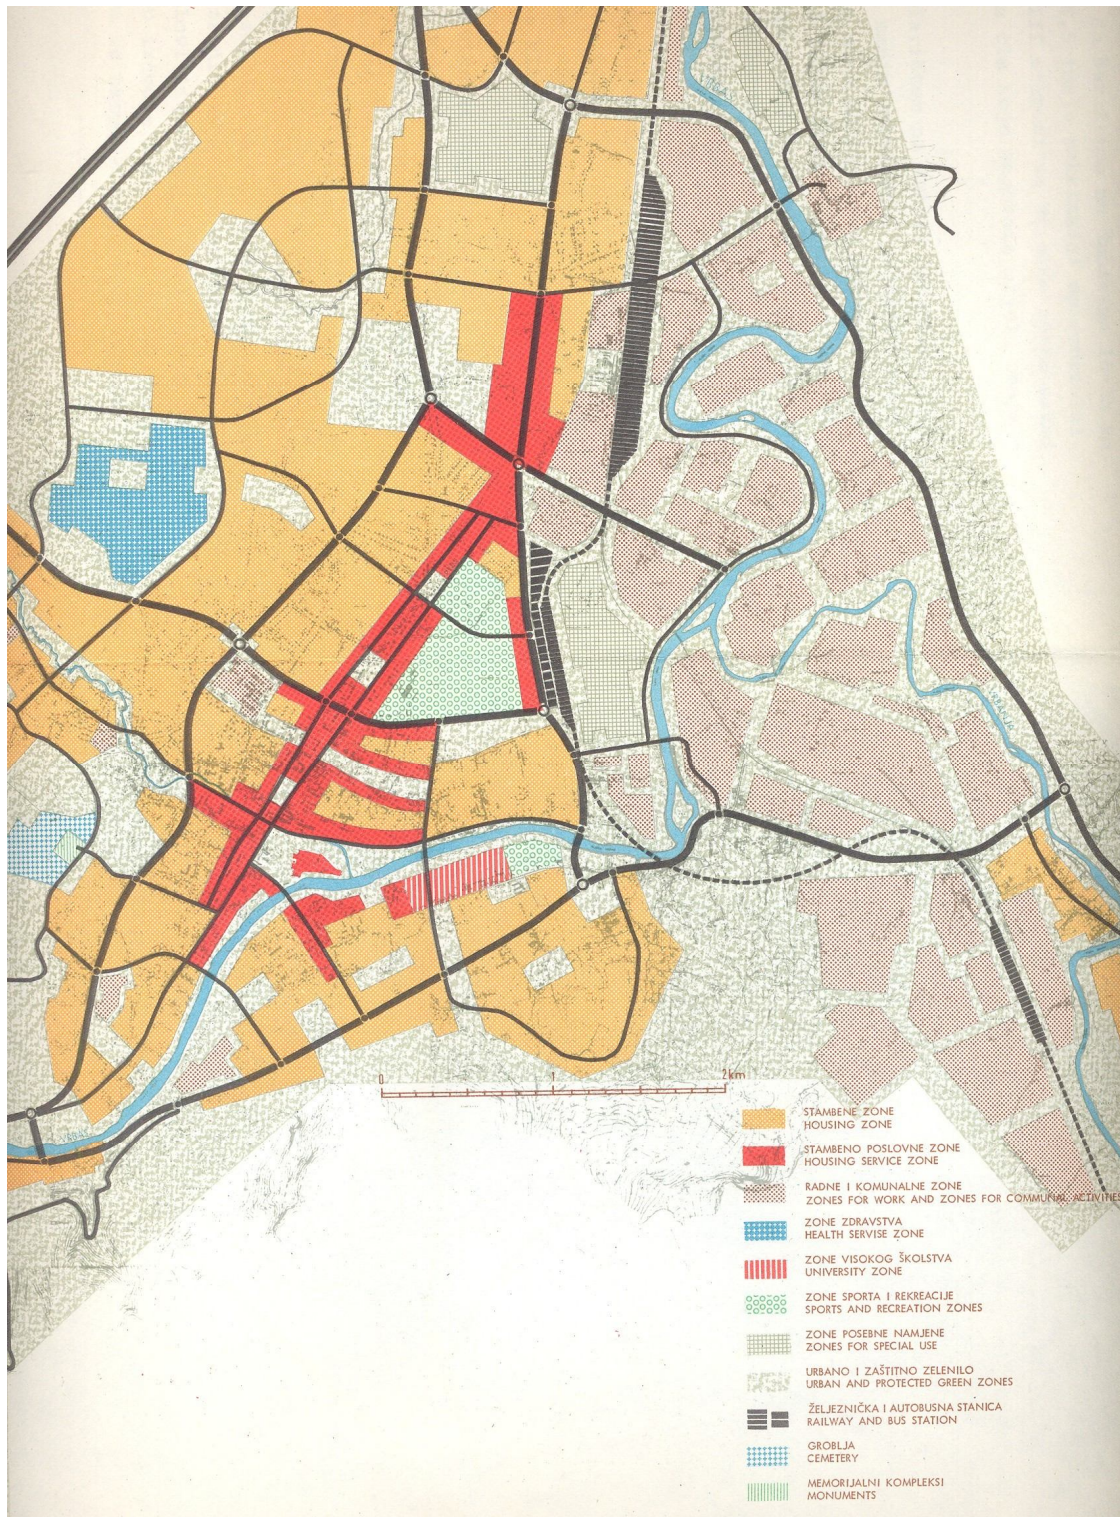 VRBAS
VRBANJA
VRBAS
0 1 2km
STAMBENE ZONE
HOUSING ZONE
STAMBENO POSLOVNE ZONE
HOUSING SERVICE ZONE
RADNE I KOMUNALNE ZONE
ZONES FOR WORK AND ZONES FOR COMMUNAL ACTIVITIES
ZONE ZDRAVSTVA
HEALTH SERVISE ZONE
ZONE VISOKOG ŠKOLSTVA
UNIVERSITY ZONE
ZONE SPORTA I REKREACIJE
SPORTS AND RECREATION ZONES
ZONE POSEBNE NAMJENE
ZONES FOR SPECIAL USE
URBANO I ZAŠTITNO ZELENILO
URBAN AND PROTECTED GREEN ZONES
ŽELJEZNIČKA I AUTOBUSNA STANICA
RAILWAY AND BUS STATION
GROBLJA
CEMETERY
MEMORIJALNI KOMPLEKSI
MONUMENTS